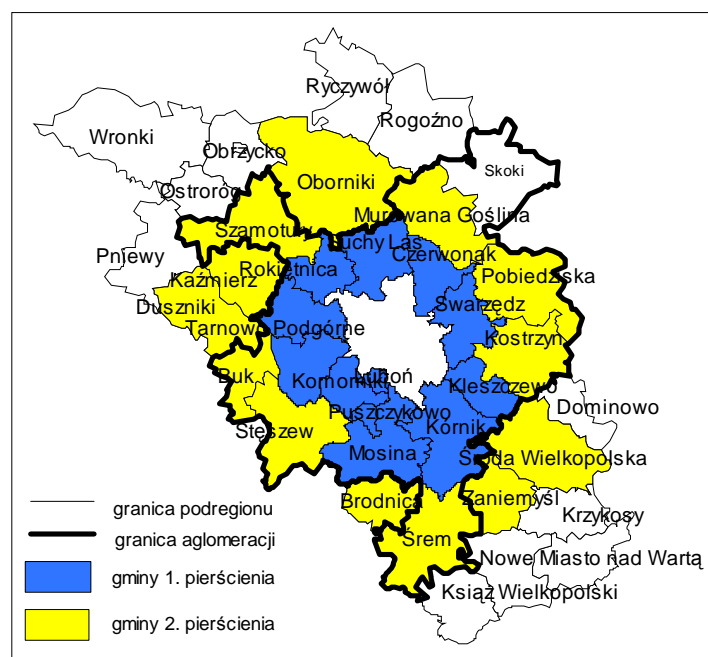 Ryczywół
Rogoźno
Wronki
Obrzycko
Skoki
Ostroróg
Oborniki
Murowana Goślina
Szamotuły
Suchy Las
Czerwonak
Pniewy
Rokietnica
Pobiedziska
Kaźmierz
Duszniki
Swarzędz
Tarnowo
Podgórne
Kostrzyn
Buk
Komorniki
Luboń
Kleszczewo
Puszczykowo
Dominowo
Stęszew
Kórnik
Mosina
Środa Wielkopolska
Brodnica
Zaniemyśl
Krzykosy
Śrem
Nowe Miasto nad Wartą
Książ Wielkopolski
granica podregionu
granica aglomeracji
gminy 1. pierścienia
gminy 2. pierścienia